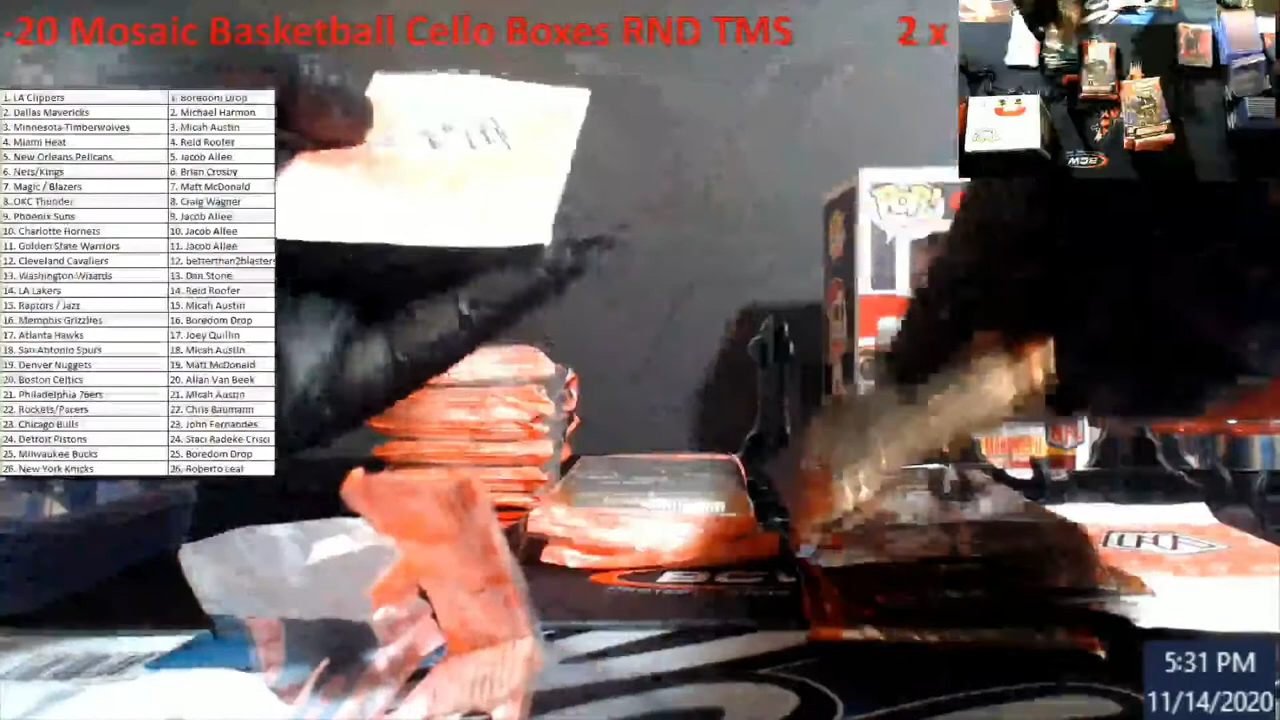 -20 Mosaic Basketball Cello Boxes RND TMS 2 x
1. LA Clippers 1. Boredom Drop
2. Dallas Mavericks 2. Michael Harmon
3. Minnesota Timberwolves 3. Micah Austin
4. Miami Heat 4. Reid Roofer
5. New Orleans Pelicans 5. Jacob Allee
6. Nets/Kings 6. Brian Crosby
7. Magic / Blazers 7. Matt McDonald
8. OKC Thunder 8. Craig Wagner
9. Phoenix Suns 9. Jacob Allee
10. Charlotte Hornets 10. Jacob Allee
11. Golden State Warriors 11. Jacob Allee
12. Cleveland Cavaliers 12. betterthan2blasters
13. Washington Wizards 13. Dan Stone
14. LA Lakers 14. Reid Roofer
15. Raptors / Jazz 15. Micah Austin
16. Memphis Grizzlies 16. Boredom Drop
17. Atlanta Hawks 17. Joey Quillin
18. San Antonio Spurs 18. Micah Austin
19. Denver Nuggets 19. Matt McDonald
20. Boston Celtics 20. Allan Van Beek
21. Philadelphia 76ers 21. Micah Austin
22. Rockets/Pacers 22. Chris Baumann
23. Chicago Bulls 23. John Fernandes
24. Detroit Pistons 24. Staci Radeke Crisci
25. Milwaukee Bucks 25. Boredom Drop
26. New York Knicks 26. Roberto Leal
POP!
BCW
BCW
NFL
5:31 PM
11/14/2020